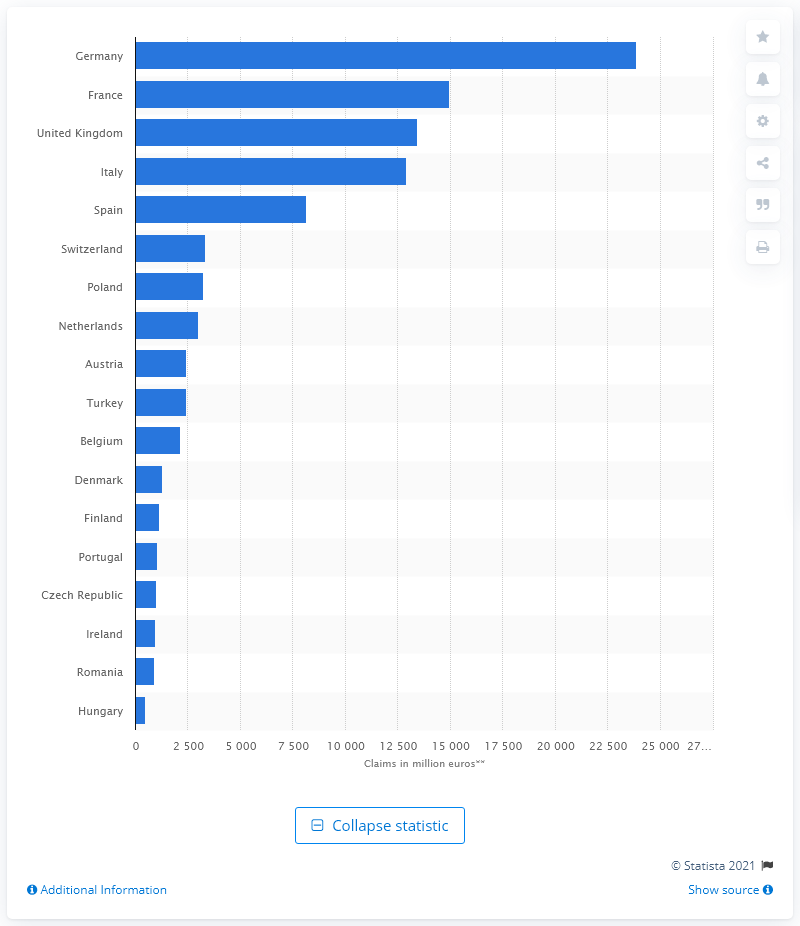 Germany
France
United Kingdom
Italy
Spain
Switzerland
Poland
Netherlands
Austria
Turkey
Belgium
Denmark
Finland
Portugal
Czech Republic
Ireland
Romania
Hungary
0 2 500 5 000 7 500 10 000 12 500 15 000 17 500 20 000 22 500 25 000 27...
Claims in million euros**
Collapse statistic
© Statista 2021
Additional Information Show source